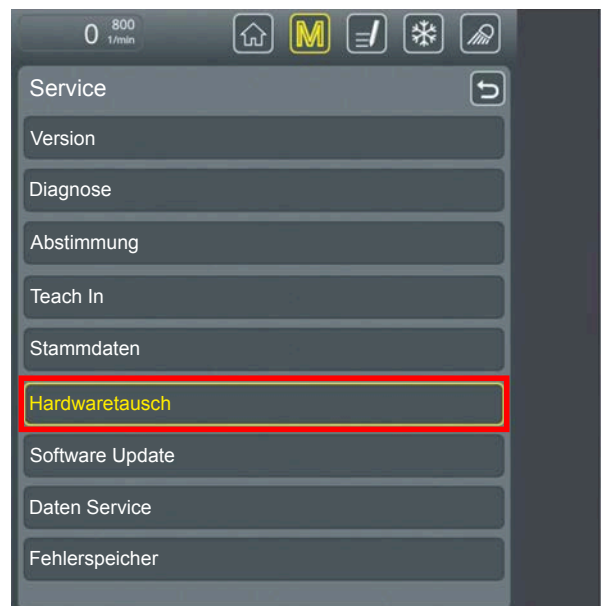 0 800
1/min
M
Service
Version
Diagnose
Abstimmung
Teach In
Stammdaten
Hardwaretausch
Software Update
Daten Service
Fehlerspeicher